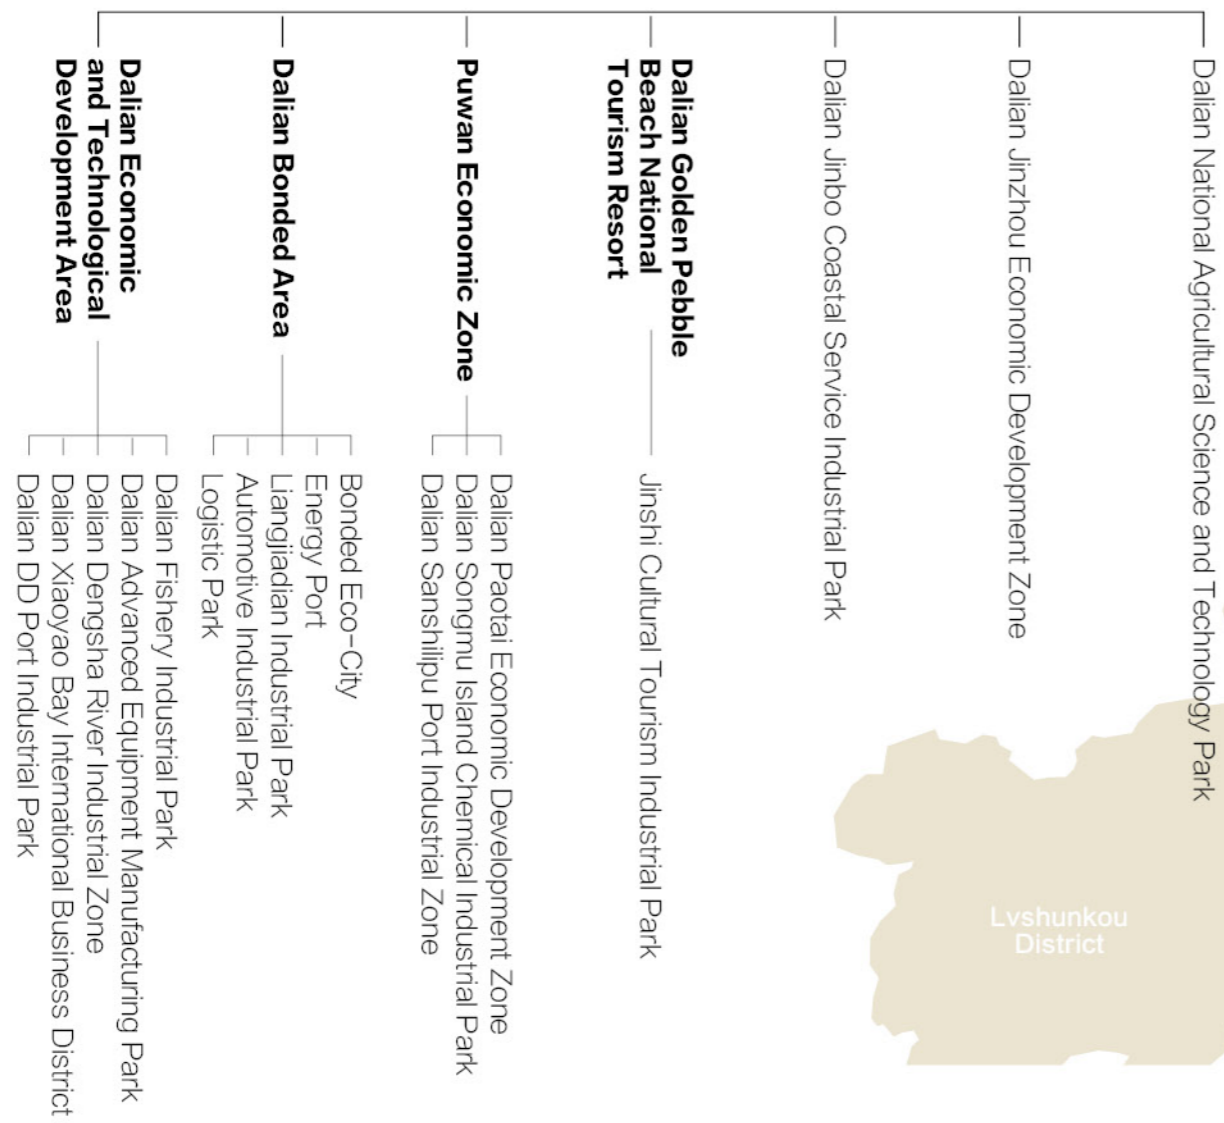 Dalian Economic
and Technological
Development Area
Dalian Fishery Industrial Park
Dalian Advanced Equipment Manufacturing Park
Dalian Dengsha River Industrial Zone
Dalian Xiaoyao Bay International Business District
Dalian DD Port Industrial Park
Dalian Bonded Area
Bonded Eco-City
Energy Port
Liangjiadian Industrial Park
Automotive Industrial Park
Logistic Park
Puwan Economic Zone
Dalian Paotai Economic Development Zone
Dalian Songmu Island Chemical Industrial Park
Dalian Sanshilipu Port Industrial Zone
Dalian Golden Pebble
Beach National
Tourism Resort
Jinshi Cultural Tourism Industrial Park
Dalian Jinbo Coastal Service Industrial Park
Dalian Jinzhou Economic Development Zone
Dalian National Agricultural Science and Technology Park
Lvshunkou
District